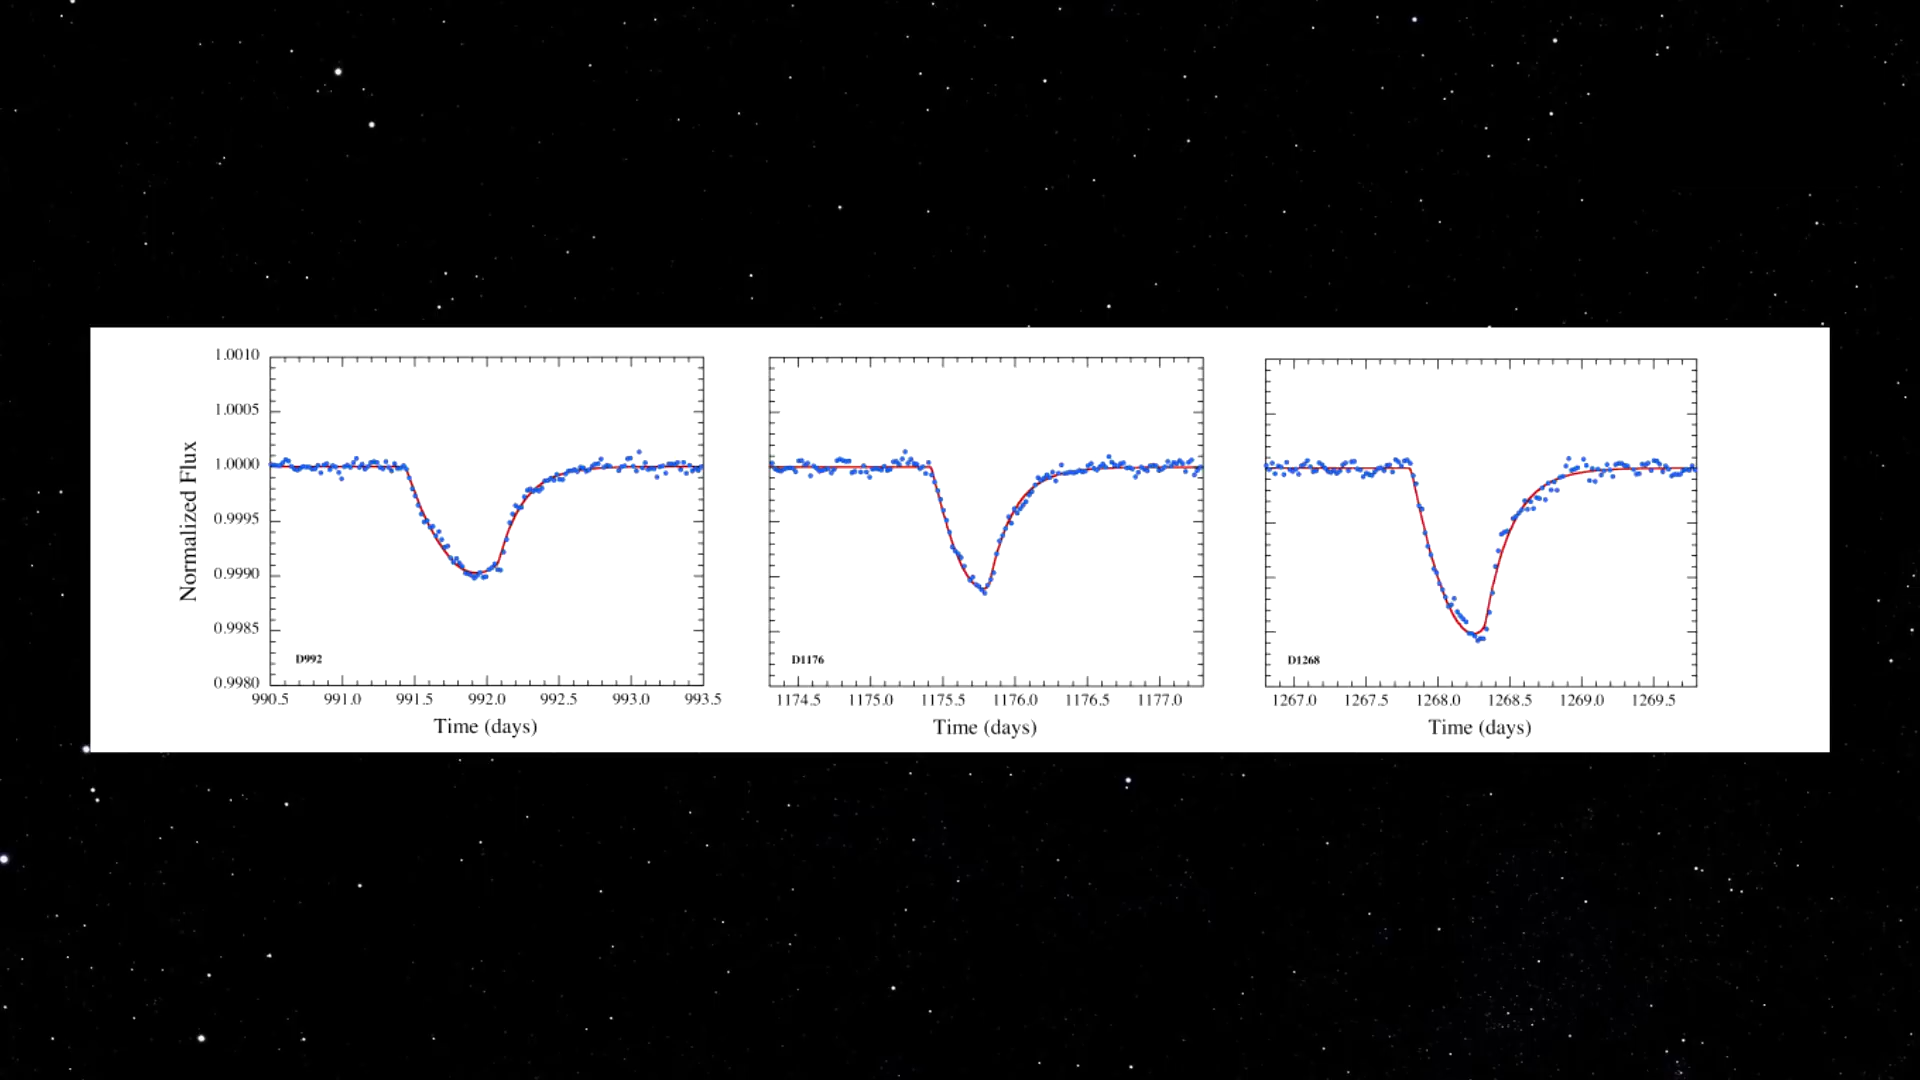 1.0010
1.0005
1.0000
0.9995
0.9990
0.9985
0.9980
Normalized Flux
D992
990.5 991.0 991.5 992.0 992.5 993.0 993.5
Time (days)
D1176
1174.5 1175.0 1175.5 1176.0 1176.5 1177.0
Time (days)
D1268
1267.0 1267.5 1268.0 1268.5 1269.0 1269.5
Time (days)